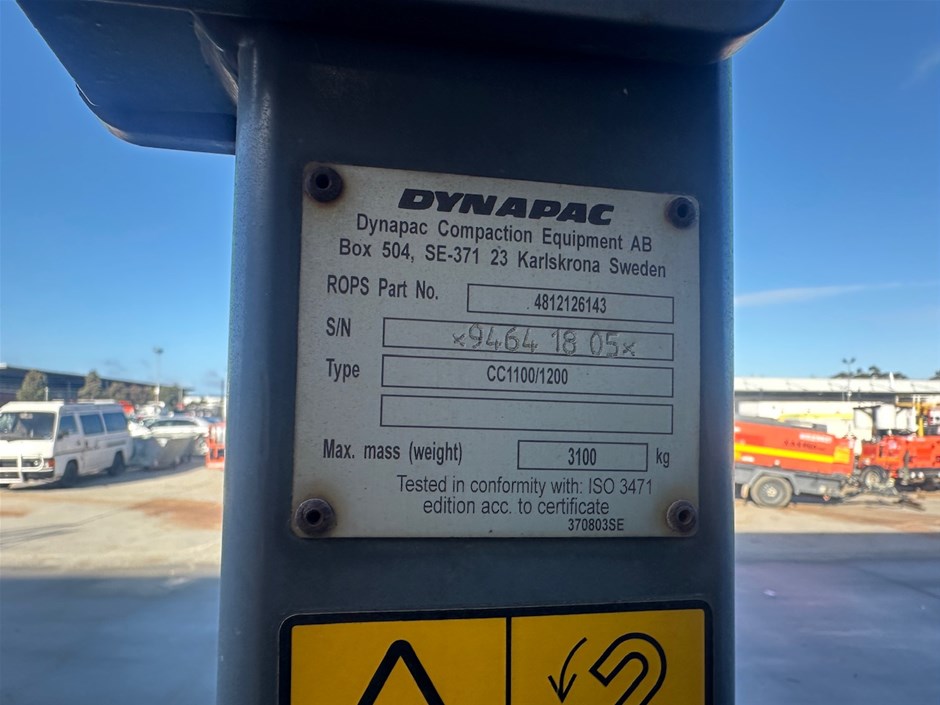 DYNAPAC
Dynapac Compaction Equipment AB
Box 504, SE-371 23 Karlskrona Sweden
ROPS Part No. 4812126143
S/N ×9464 18 05×
Type CC1100/1200
Max. mass (weight) 3100 kg
Tested in conformity with: ISO 3471
edition acc. to certificate
370803SE